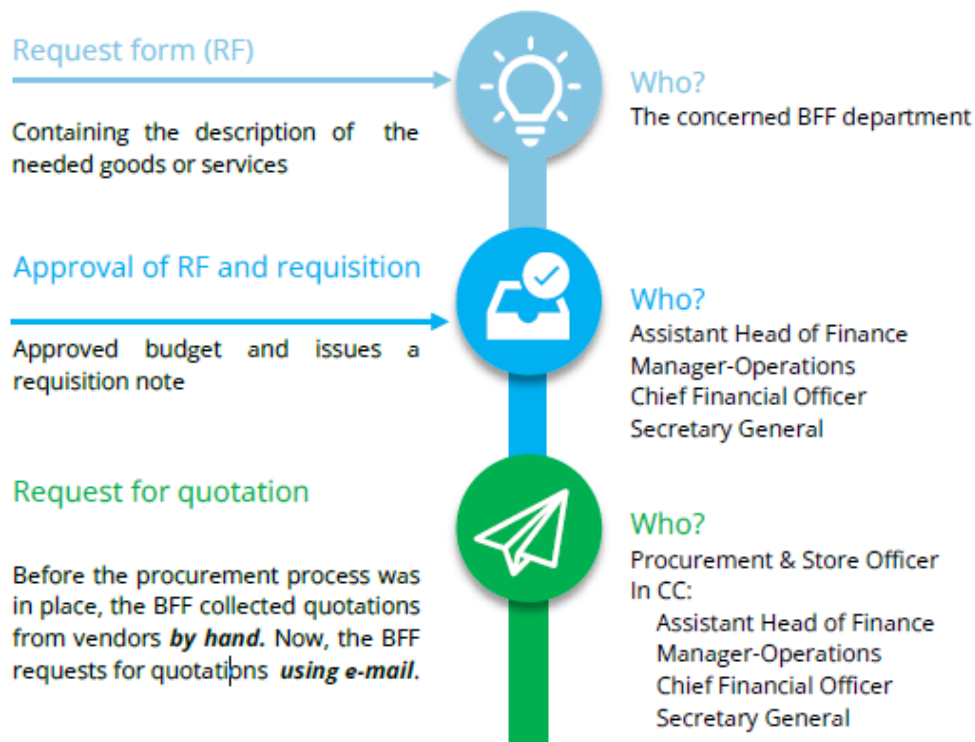 Request form (RF)
Containing the description of the
needed goods or services
Who?
The concerned BFF department
Approval of RF and requisition
Approved budget and issues a
requisition note
Who?
Assistant Head of Finance
Manager-Operations
Chief Financial Officer
Secretary General
Request for quotation
Before the procurement process was
in place, the BFF collected quotations
from vendors by hand. Now, the BFF
requests for quotations using e-mail.
Who?
Procurement & Store Officer
In CC:
Assistant Head of Finance
Manager-Operations
Chief Financial Officer
Secretary General